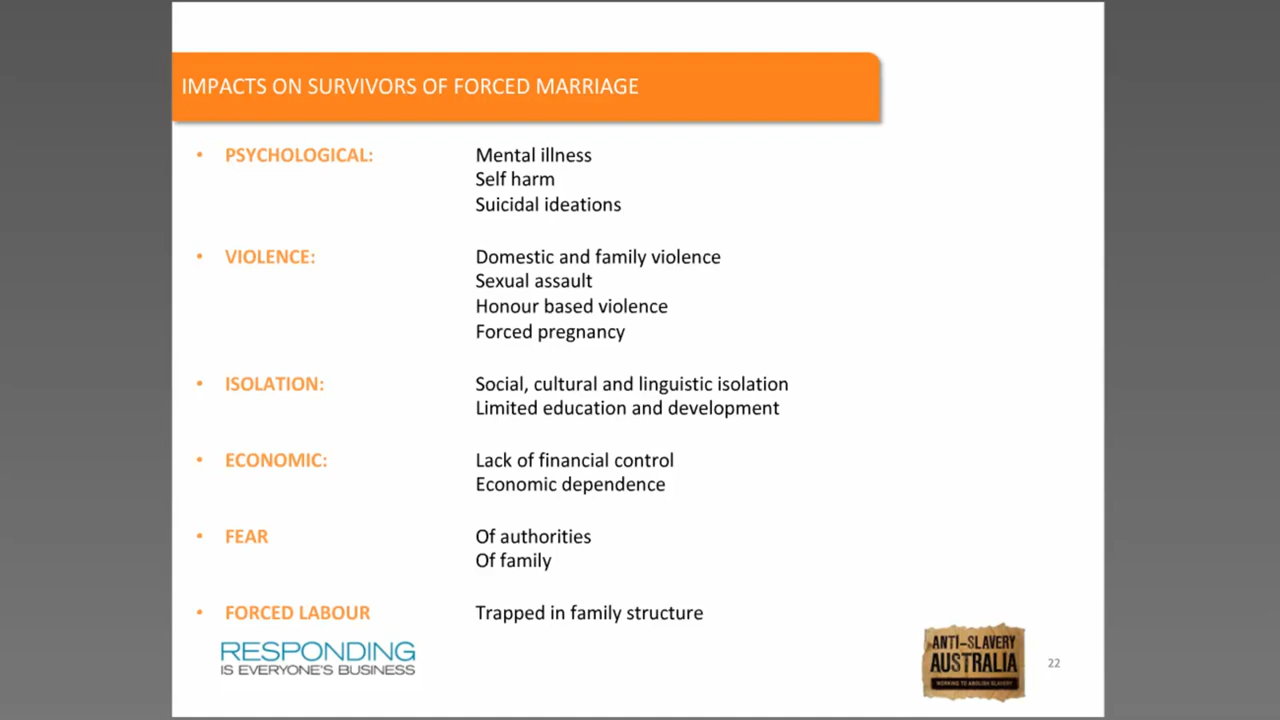 IMPACTS ON SURVIVORS OF FORCED MARRIAGE
• PSYCHOLOGICAL: Mental illness
Self harm
Suicidal ideations
• VIOLENCE: Domestic and family violence
Sexual assault
Honour based violence
Forced pregnancy
• ISOLATION: Social, cultural and linguistic isolation
Limited education and development
• ECONOMIC: Lack of financial control
Economic dependence
• FEAR Of authorities
Of family
• FORCED LABOUR Trapped in family structure
RESPONDING
IS EVERYONE'S BUSINESS
ANTI-SLAVERY
AUSTRALIA
WORKING TO ABOLISH SLAVERY
22